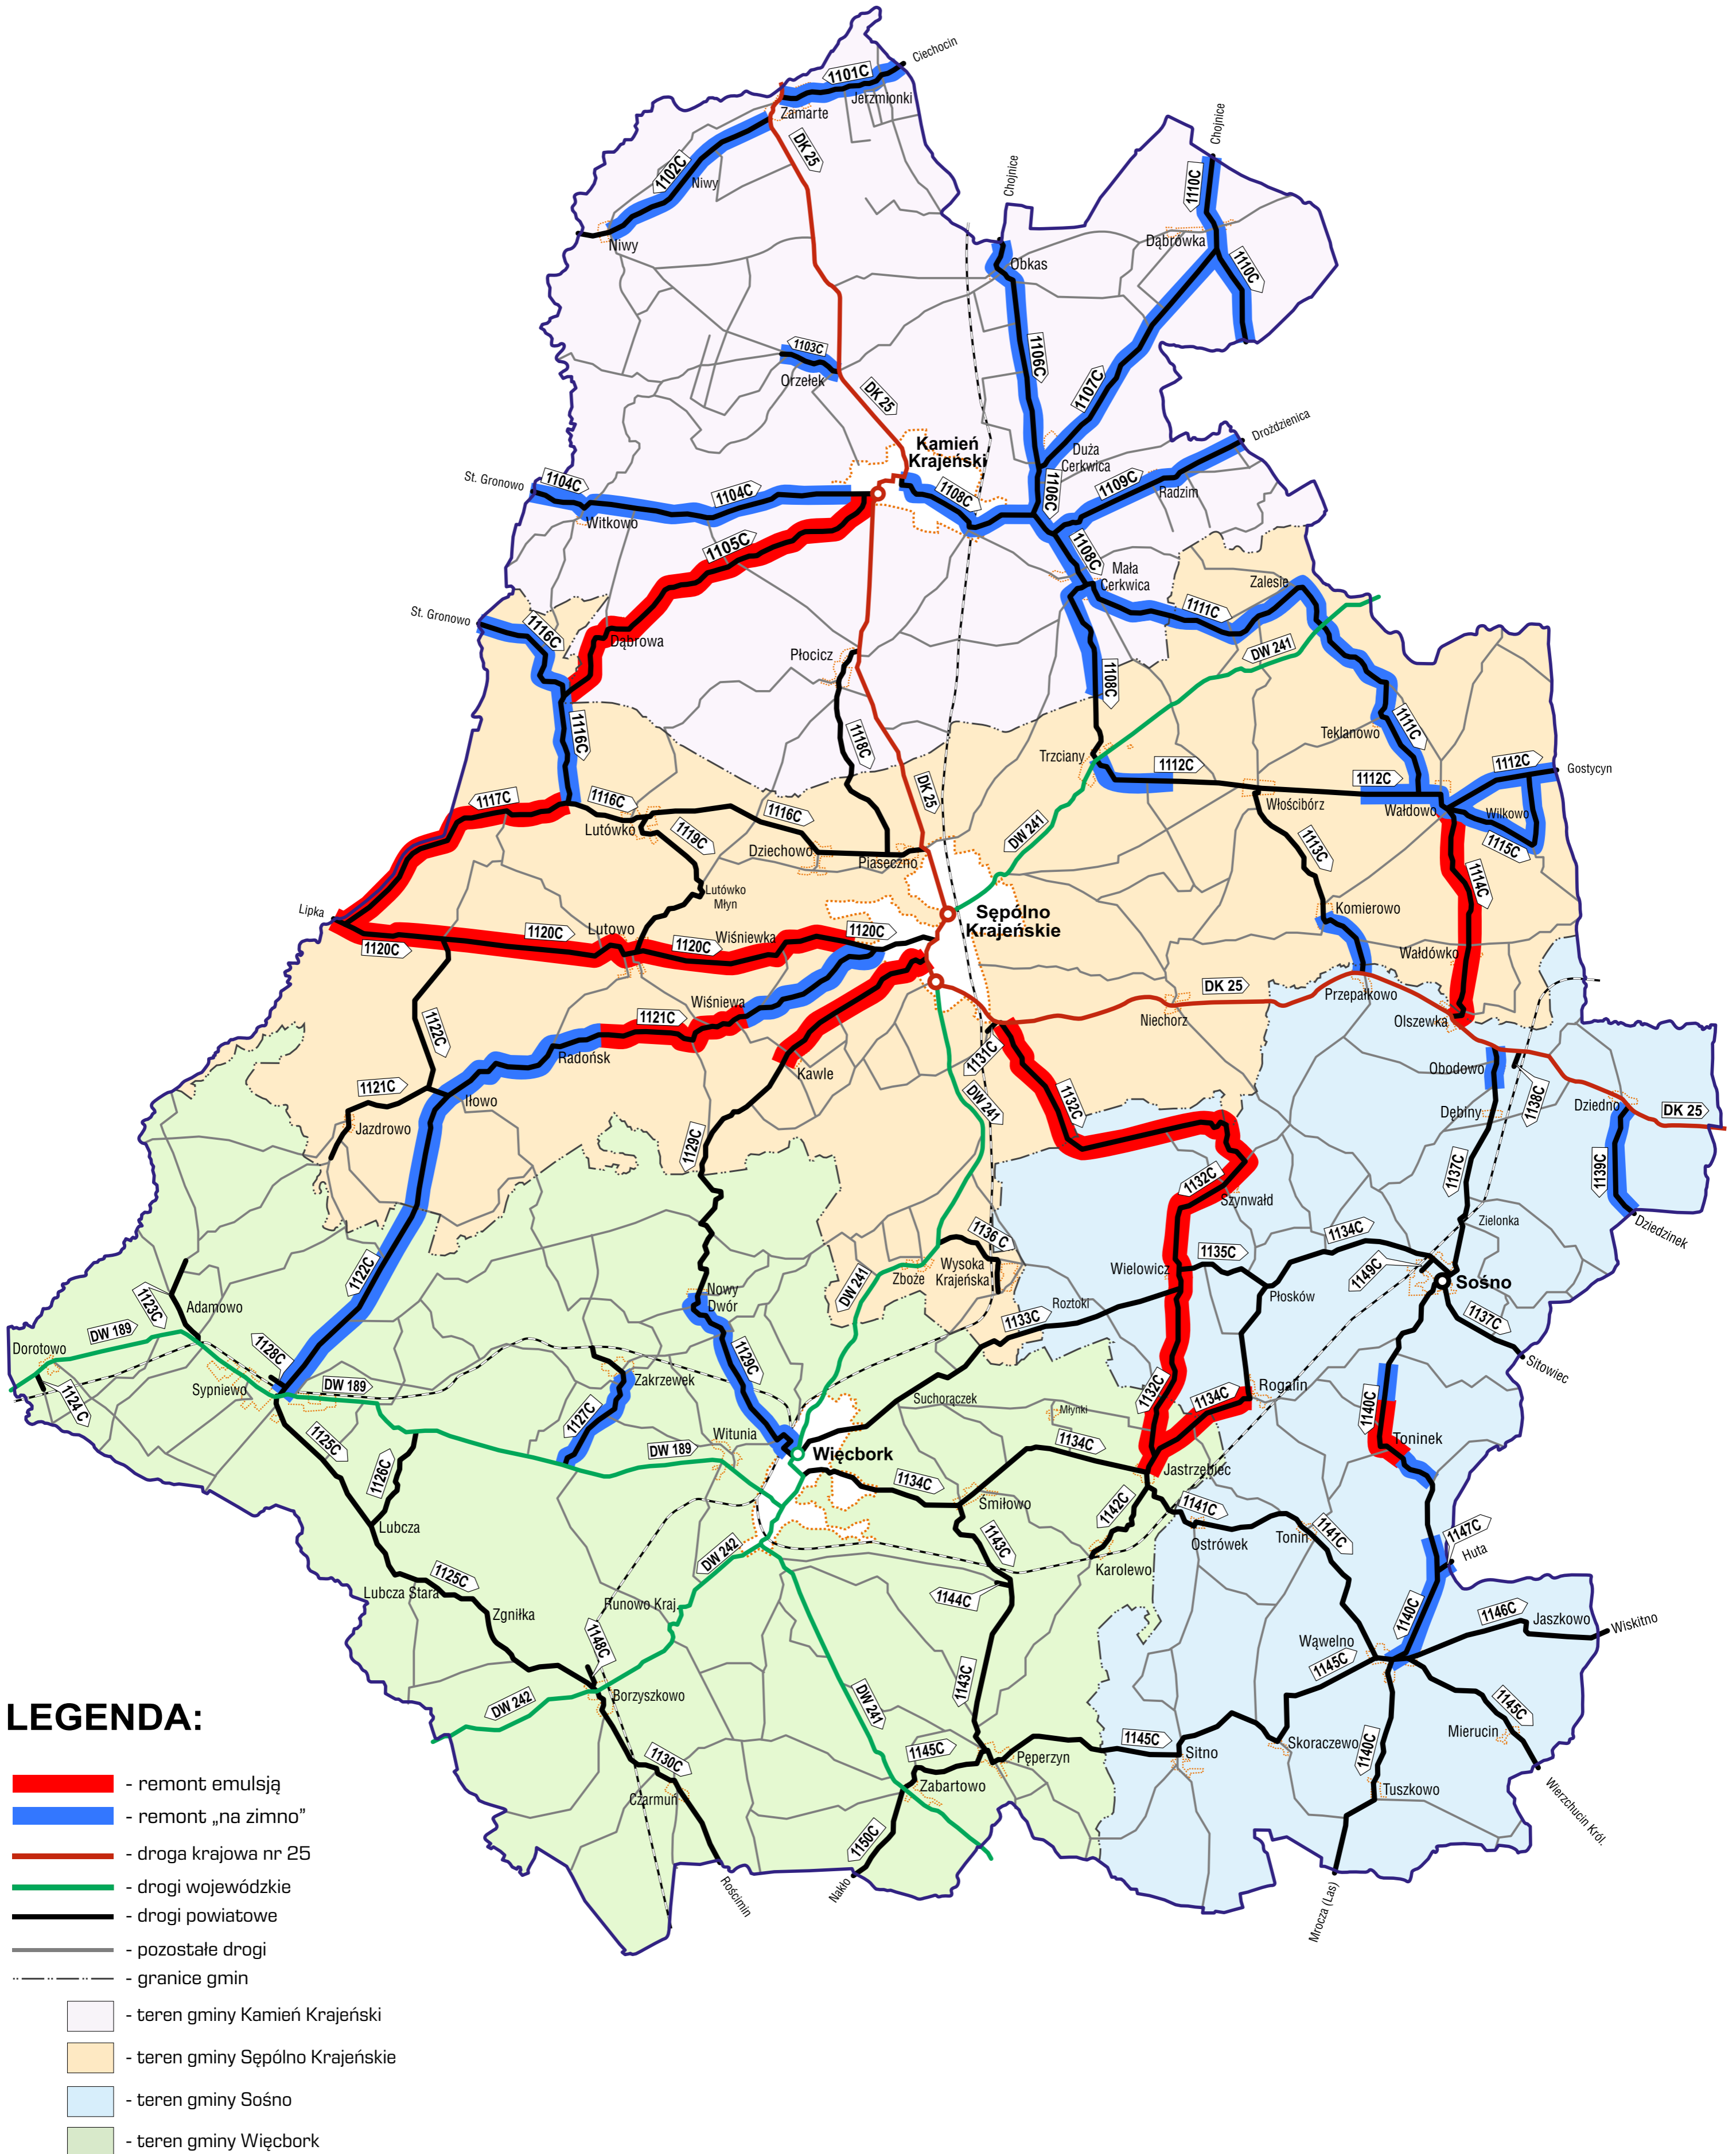 Ciechocin
1101C
Jerzmionki
Zamarte
DK 25
1102C
Niwy
Niwy
Chojnice
Chojnice
1110C
Dąbrówka
1110C
Obkas
1106C
1107C
1103C
Orzełek
DK 25
Kamień
Krajeński
Duża
Cerkwica
Drożdzienica
St. Gronowo
1104C
1104C
1108C
1106C
1109C
Radzim
Witkowo
1105C
1108C
Mała
Cerkwica
Zalesie
St. Gronowo
1116C
1111C
Dąbrowa
Płocicz
DW 241
1108C
1116C
1118C
Teklanowo
1111C
Trzciany
1112C
1112C
1112C
Gostycyn
DK 25
1117C
1116C
1116C
Włościbórz
Wałdowo
Wilkowo
Lutówko
1119C
DW 241
Dziechowo
Piaseczno
1113C
1115C
1114C
Lutówko
Młyn
Lipka
Sępólno
Krajeńskie
Komierowo
1120C
1120C
Lutowo
1120C
Wiśniewka
1120C
Wałdówko
DK 25
Przepałkowo
Wiśniewa
1121C
Niechorz
Olszewka
1122C
Radońsk
1131C
Kawle
Obodowo
1121C
Iłowo
1132C
DW 241
1138C
Dziedno
Dębiny
DK 25
Jazdrowo
1129C
1137C
1139C
1132C
Szynwałd
Zielonka
Dziedzinek
1136 C
1134C
1135C
Wysoka
Krajeńska
Zboże
Wielowicz
1149C
Sośno
1122C
Nowy
Dwór
DW 241
Roztoki
Płosków
1123C
Adamowo
1133C
1137C
DW 189
Dorotowo
1128C
1129C
Sitowiec
Sypniewo
DW 189
Zakrzewek
1124 C
Suchorączek
1132C
1134C
Rogalin
1127C
Młynki
1140C
1125C
Witunia
DW 189
Więcbork
1134C
Toninek
1126C
1134C
Jastrzębiec
Śmiłowo
1142C
1141C
Lubcza
1143C
Ostrówek
Tonin
1141C
1147C
Huta
DW 242
Karolewo
1125C
Lubcza Stara
Zgniłka
Runowo Kraj.
1144C
1140C
1146C
Jaszkowo
Wiskitno
1148C
Wąwelno
1145C
1143C
Borzyszkowo
DW 242
DW 241
1145C
Mierucin
1145C
1145C
Pęperzyn
Sitno
Skoraczewo
1140C
1130C
Zabartowo
Tuszkowo
Czarmuń
Wierzchucin Król.
1150C
Rościmin
Nakło
Mrocza (Las)
LEGENDA:
- remont emulsją
- remont „na zimno”
- droga krajowa nr 25
- drogi wojewódzkie
- drogi powiatowe
- pozostałe drogi
- granice gmin
- teren gminy Kamień Krajeński
- teren gminy Sępólno Krajeńskie
- teren gminy Sośno
- teren gminy Więcbork